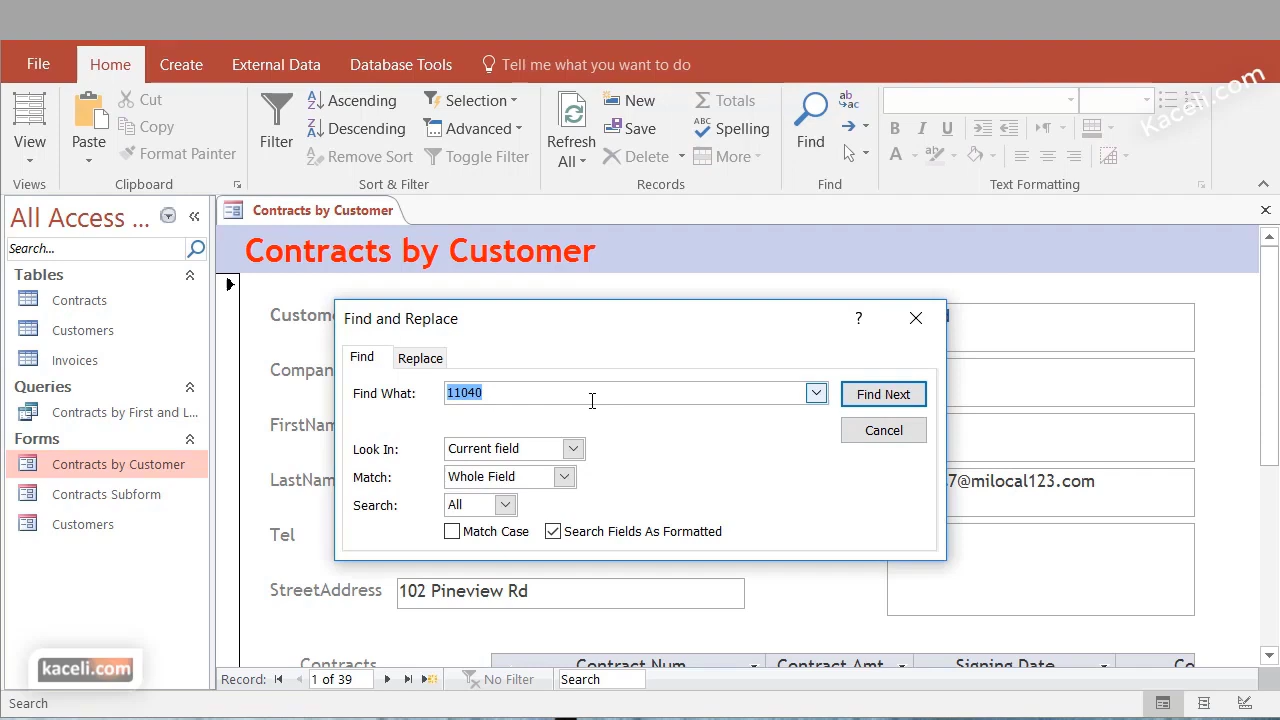 File
Home
Create
External Data
Database Tools
Tell me what you want to do
Kaceli.com
View
Views
Paste
Cut
Copy
Format Painter
Clipboard
Filter
Ascending
Descending
Remove Sort
Selection
Advanced
Toggle Filter
Sort & Filter
Refresh
All
New
Save
Delete
Totals
Spelling
More
Records
Find
Find
B I U
A
Text Formatting
All Access ...
Search...
Tables
Contracts
Customers
Invoices
Queries
Contracts by First and L...
Forms
Contracts by Customer
Contracts Subform
Customers
kaceli.com
Contracts by Customer
Contracts by Customer
Find and Replace
Find
Replace
Find What:
11040
Find Next
Cancel
Look In:
Current field
Match:
Whole Field
Search:
All
Match Case
Search Fields As Formatted
Tel
StreetAddress
102 Pineview Rd
7@milocal123.com
Contracts
Contract Num
Contract Amt
Signing Date
Record:
1 of 39
No Filter
Search
Search